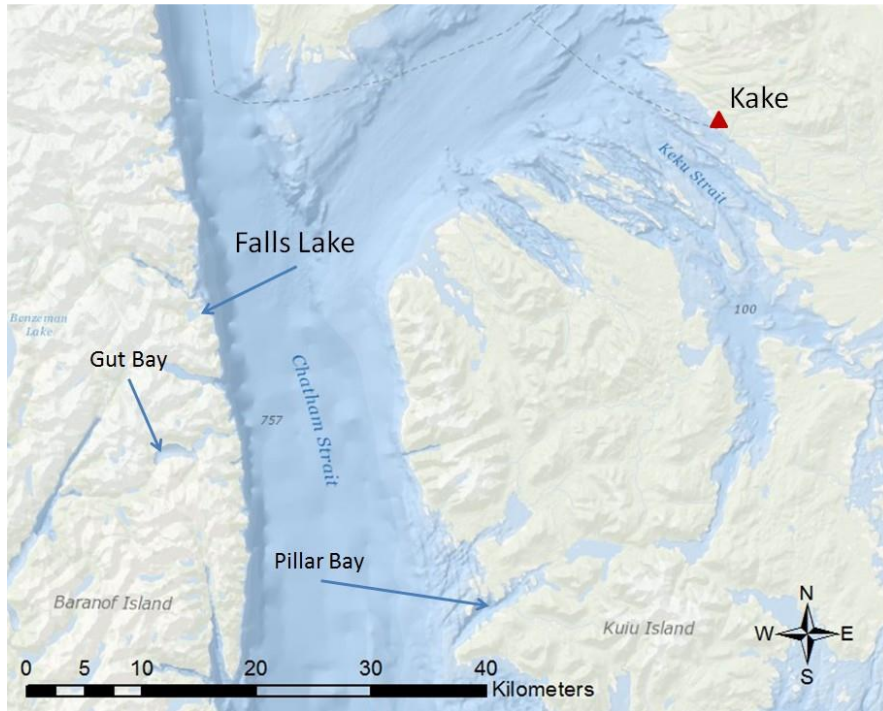 Kake
Keku Strait
Falls Lake
Benzeman
Lake
100
Gut Bay
Chatham Strait
757
Pillar Bay
Baranof Island
Kuiu Island
N
W E
S
0 5 10 20 30 40
Kilometers